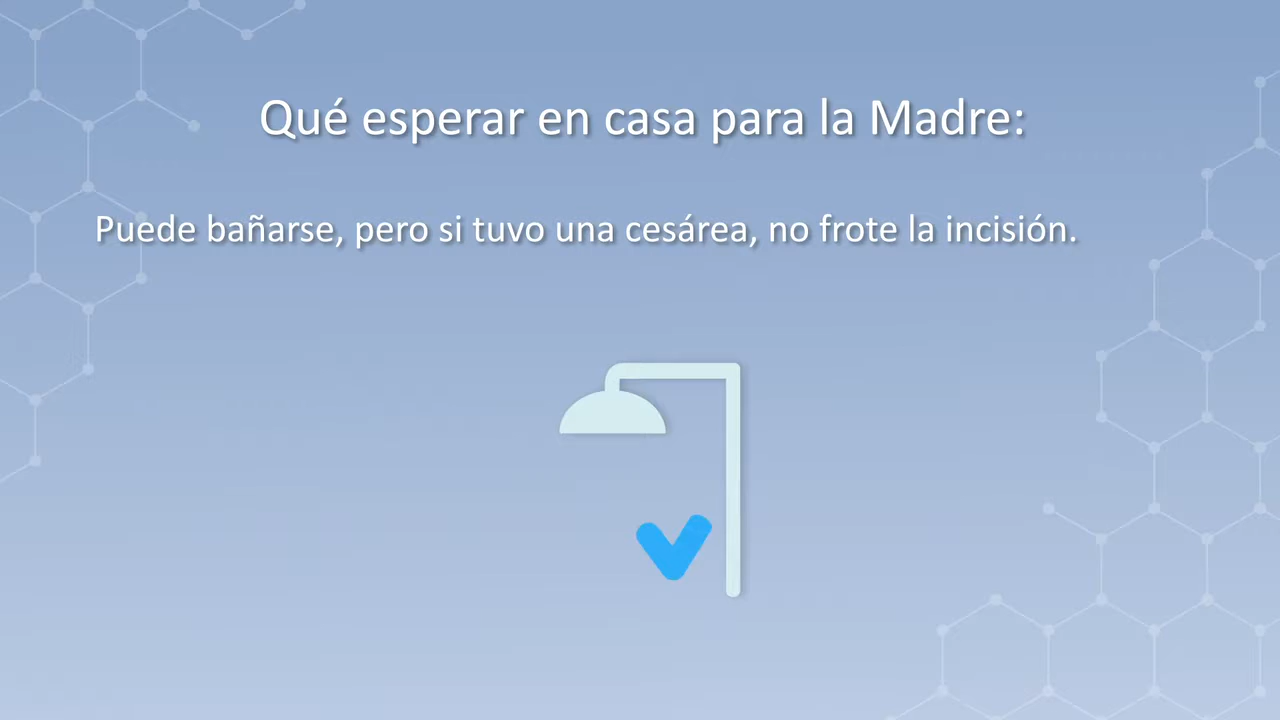 Qué esperar en casa para la Madre:
Puede bañarse, pero si tuvo una cesárea, no frote la incisión.